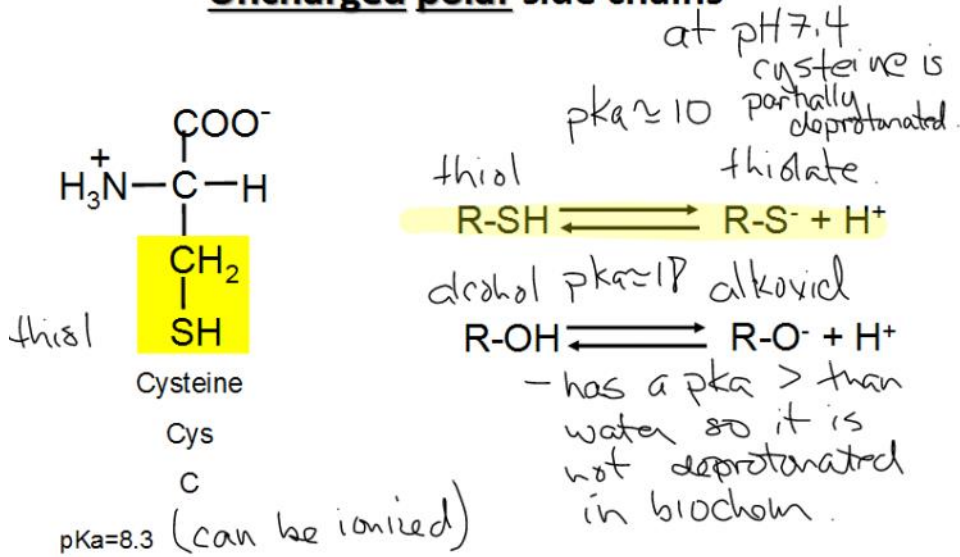 Uncharged polar side chains
at pH7.4
cysteine is
partially
deprotonated.
pka ≃ 10
thiol
thiolate.
COO⁻
H₃N⁺—C—H
CH₂
SH
R-SH ⇌ R-S⁻ + H⁺
alcohol pka≃18 alkoxid
R-OH ⇌ R-O⁻ + H⁺
thiol
Cysteine
Cys
C
pKa=8.3 (can be ionized)
- has a pka > than
water so it is
not deprotonated
in biochem.